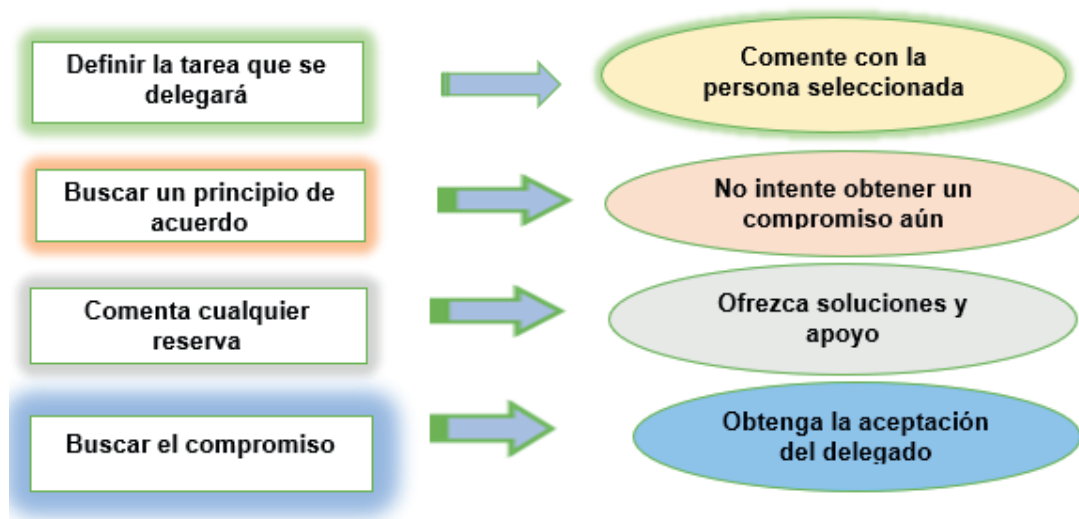 Definir la tarea que se
delegará
Comente con la
persona seleccionada
Buscar un principio de
acuerdo
No intente obtener un
compromiso aún
Comenta cualquier
reserva
Ofrezca soluciones y
apoyo
Buscar el compromiso
Obtenga la aceptación
del delegado